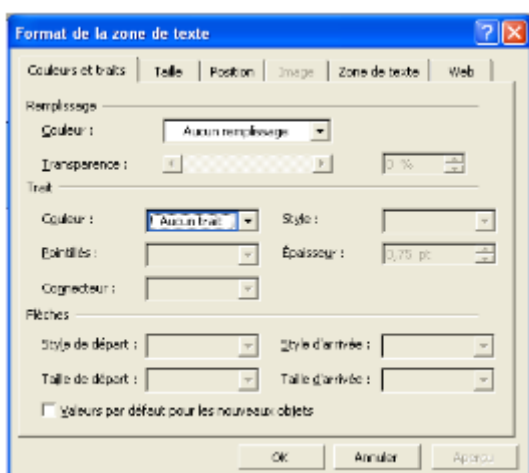 Format de la zone de texte
Couleurs et traits Taille Position Image Zone de texte Web
Remplissage
Couleur : Aucun remplissage
Transparence : 0 %
Trait
Couleur : Aucun trait Style :
Pointillés : Épaisseur : 0,75 pt
Connecteur :
Flèches
Style de départ : Style d'arrivée :
Taille de départ : Taille d'arrivée :
Valeurs par défaut pour les nouveaux objets
OK Annuler Aperçu